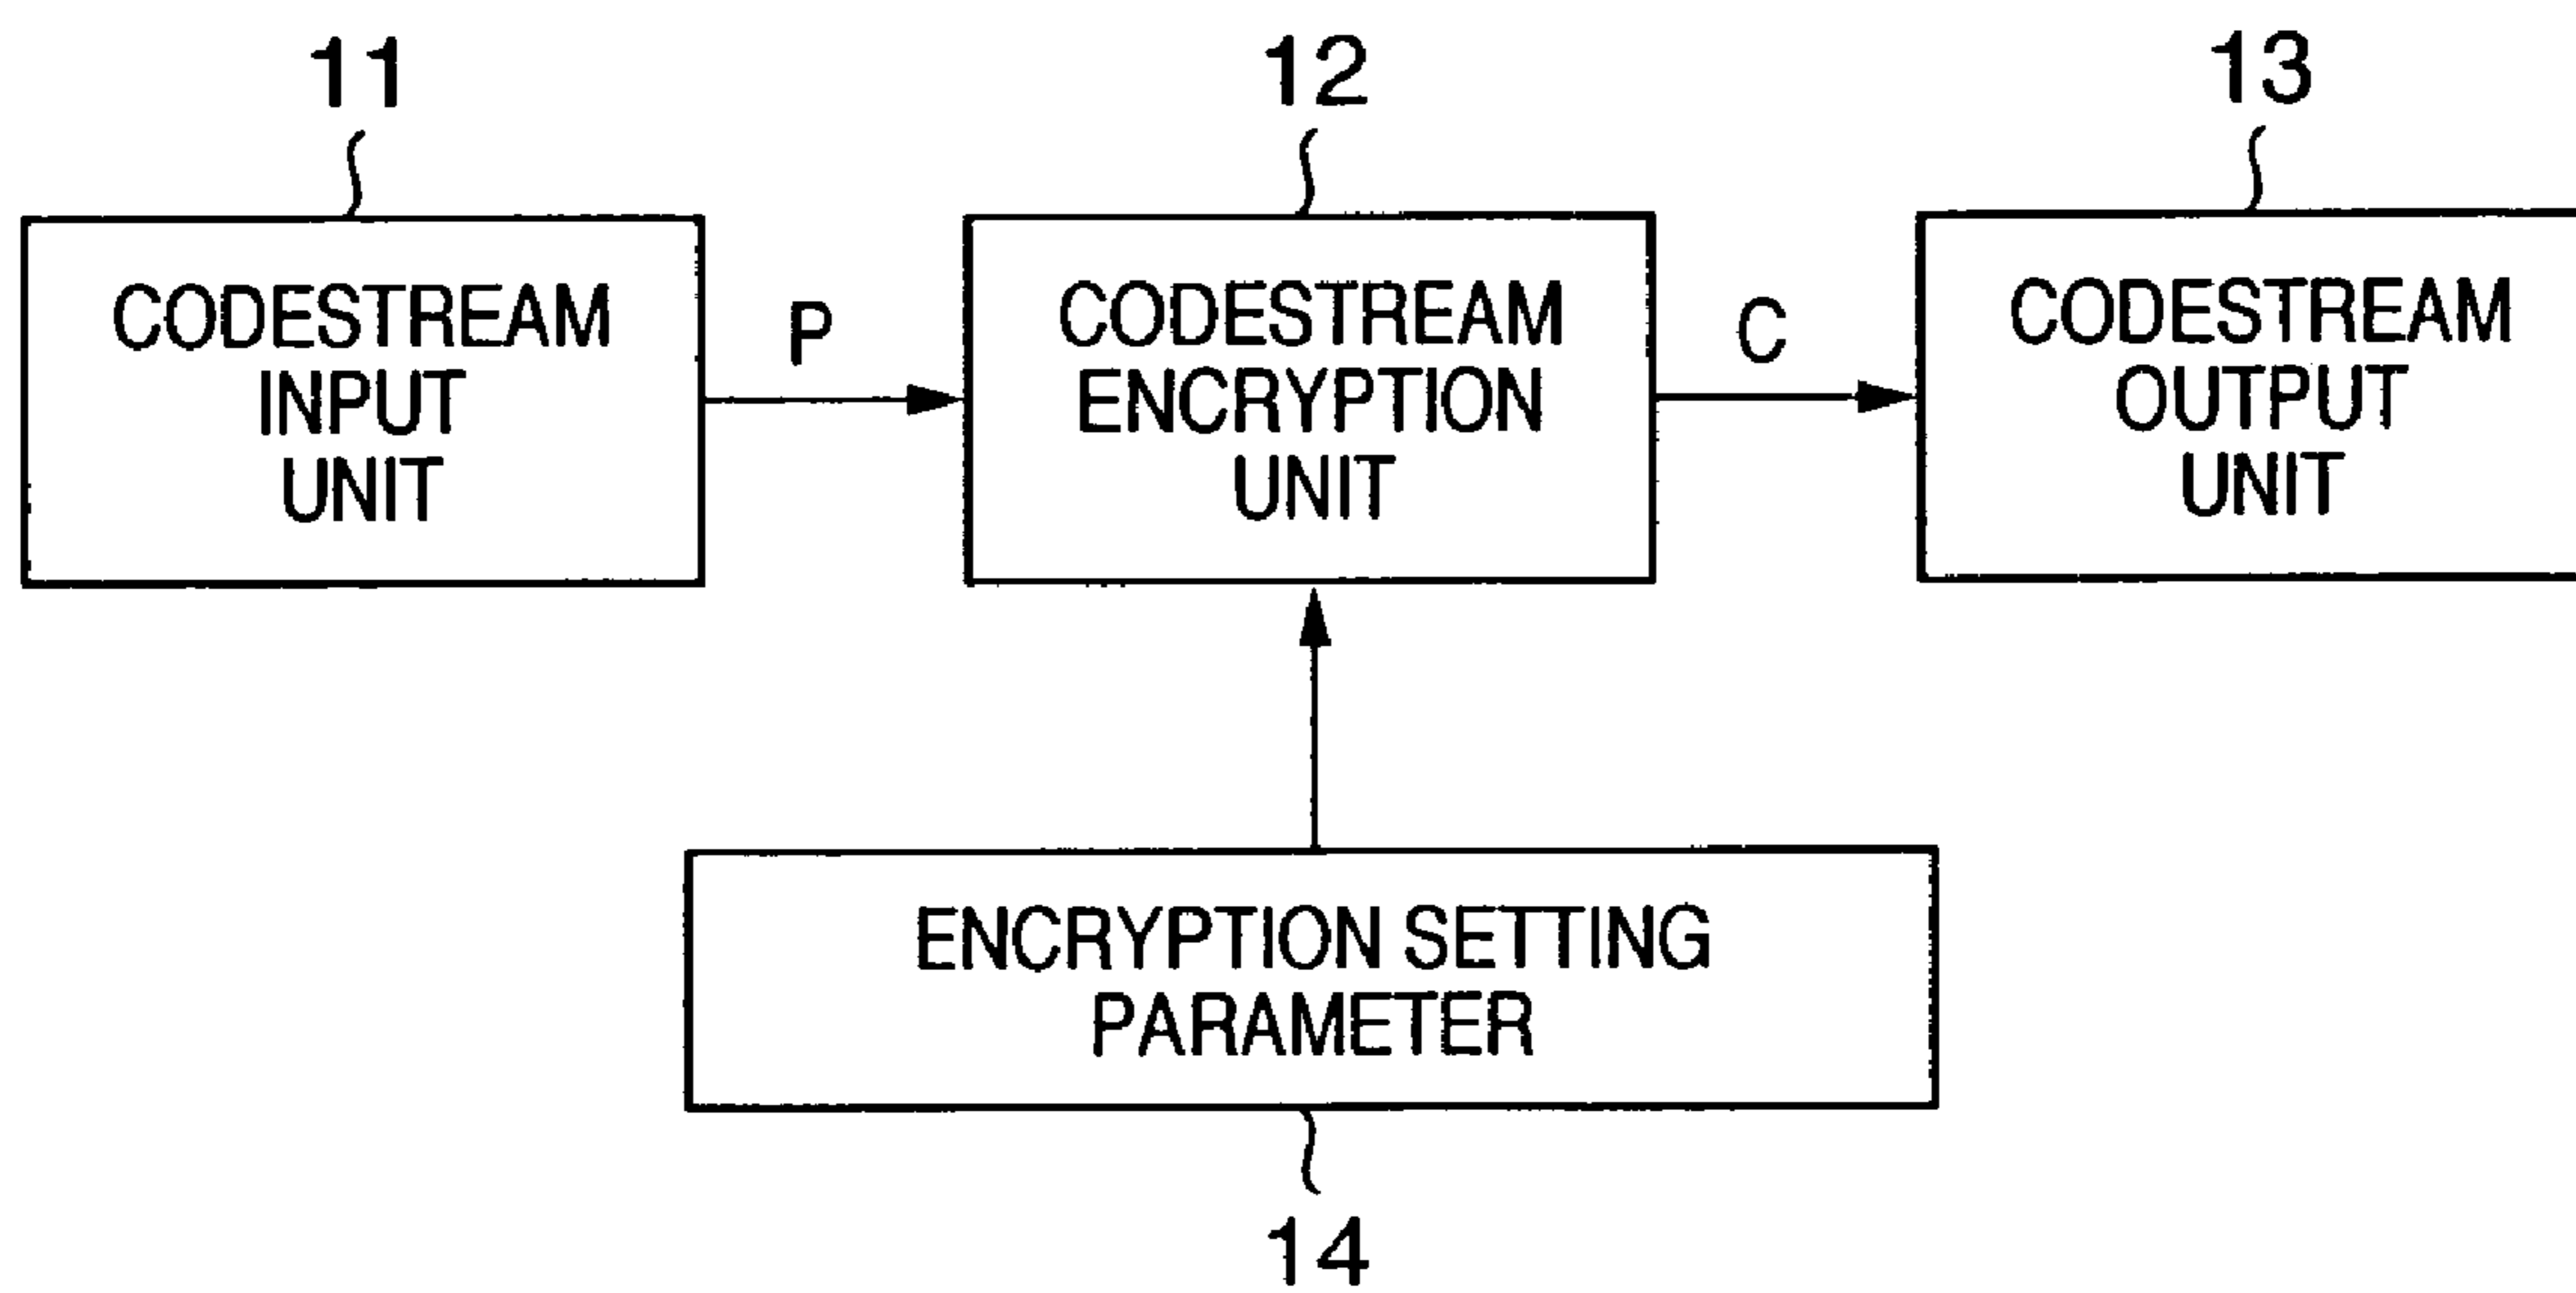 11
12
13
CODESTREAM
INPUT
UNIT
P
CODESTREAM
ENCRYPTION
UNIT
C
CODESTREAM
OUTPUT
UNIT
ENCRYPTION SETTING
PARAMETER
14